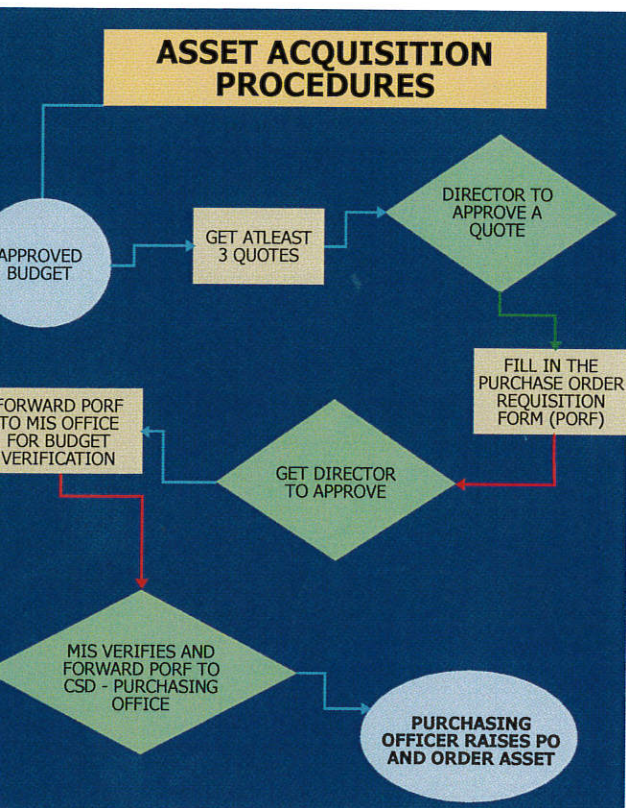 ASSET ACQUISITION
PROCEDURES
APPROVED
BUDGET
GET ATLEAST
3 QUOTES
DIRECTOR TO
APPROVE A
QUOTE
FILL IN THE
PURCHASE ORDER
REQUISITION
FORM (PORF)
GET DIRECTOR
TO APPROVE
FORWARD PORF
TO MIS OFFICE
FOR BUDGET
VERIFICATION
MIS VERIFIES AND
FORWARD PORF TO
CSD - PURCHASING
OFFICE
PURCHASING
OFFICER RAISES PO
AND ORDER ASSET